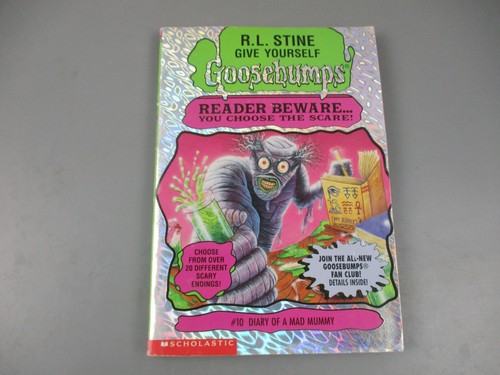 R.L. STINE
GIVE YOURSELF
Goosebumps®
READER BEWARE...
YOU CHOOSE THE SCARE!
CHOOSE
FROM OVER
20 DIFFERENT
SCARY
ENDINGS!
JOIN THE ALL-NEW
GOOSEBUMPS®
FAN CLUB!
DETAILS INSIDE!
#10 DIARY OF A MAD MUMMY
SCHOLASTIC